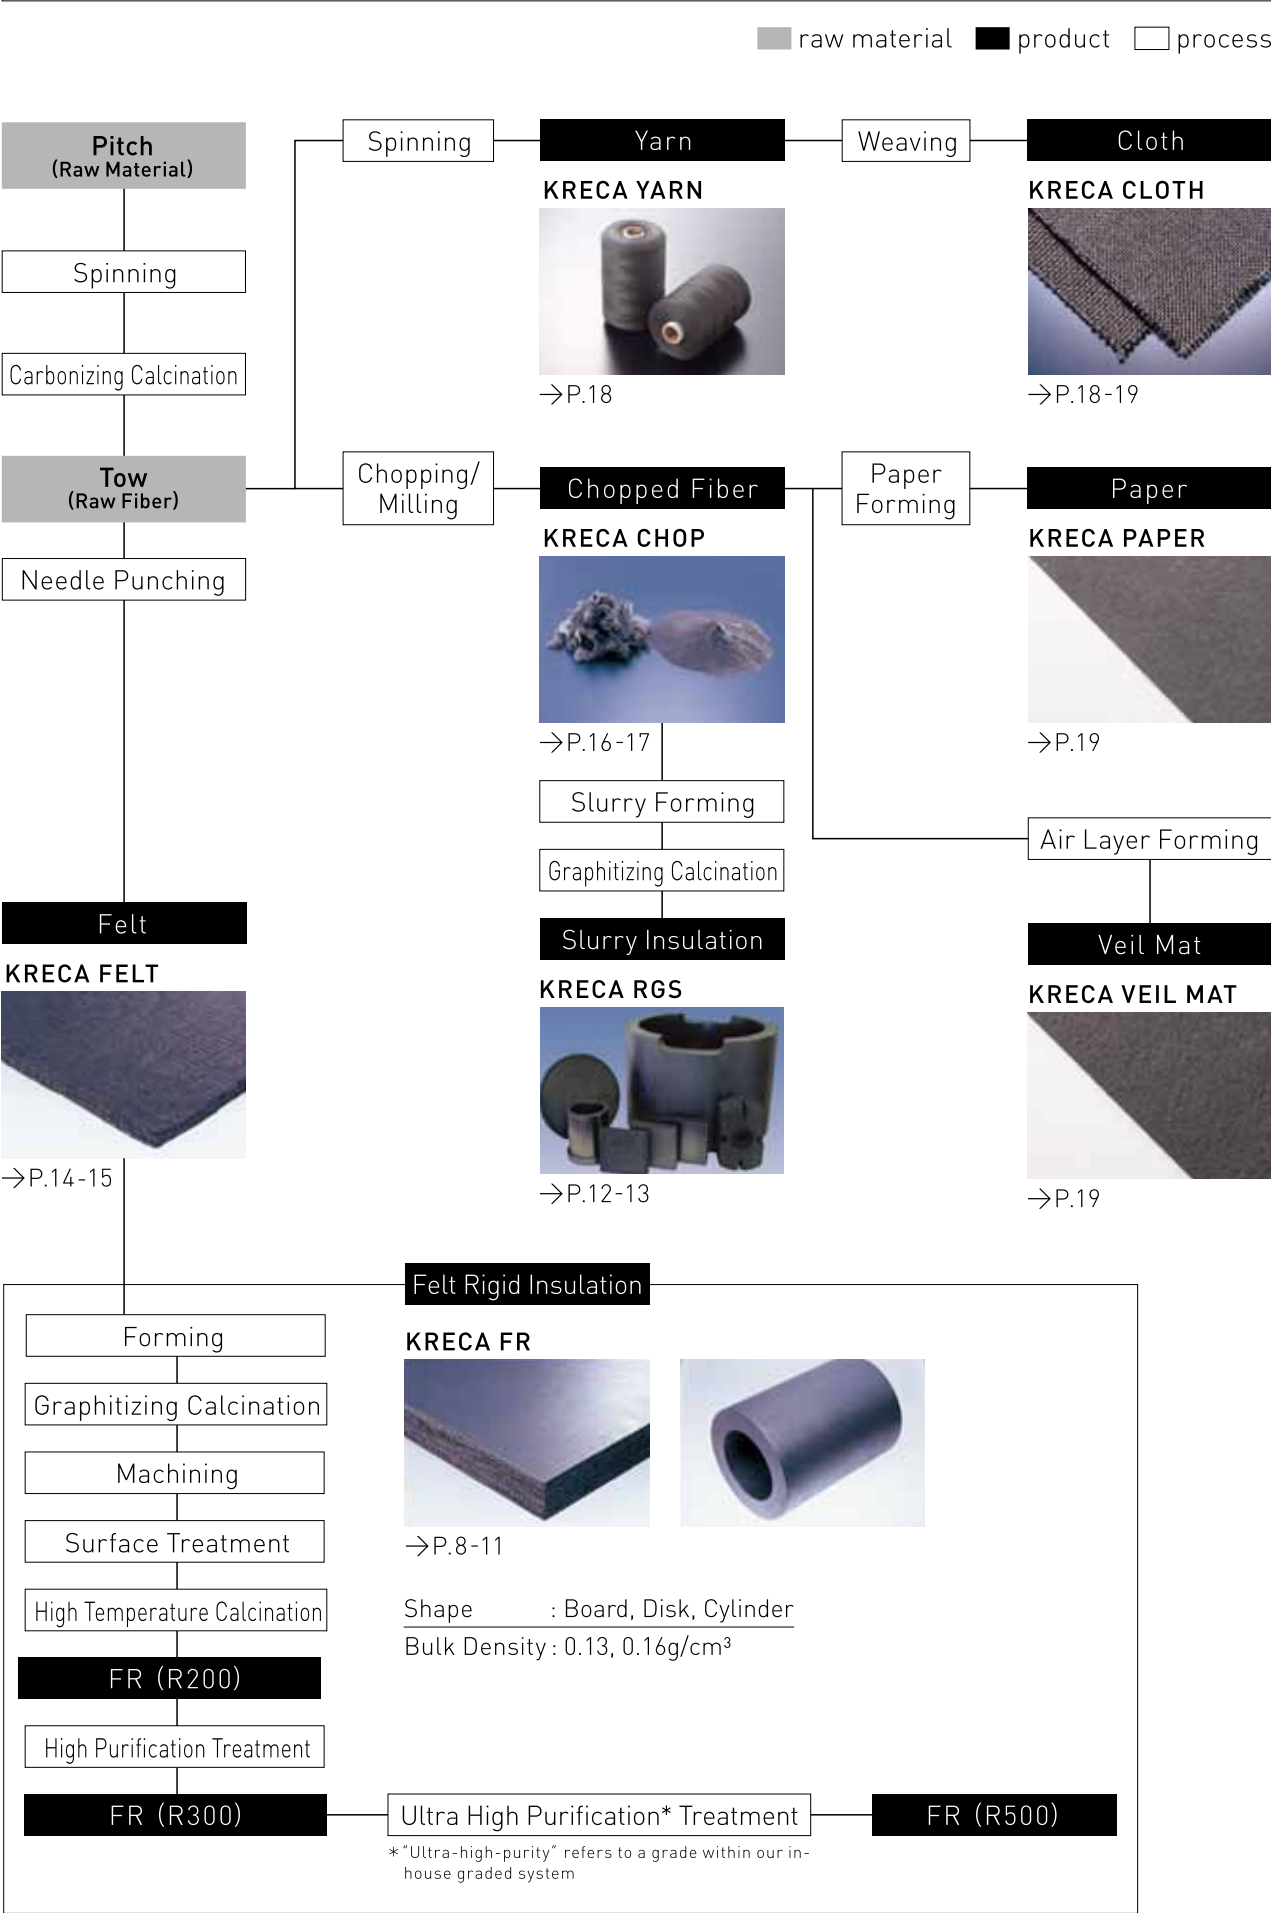 raw material
product
process
Pitch
(Raw Material)
Spinning
Carbonizing Calcination
Tow
(Raw Fiber)
Needle Punching
Felt
KRECA FELT
→P.14-15
Spinning
Yarn
KRECA YARN
→P.18
Weaving
Cloth
KRECA CLOTH
→P.18-19
Chopping/
Milling
Chopped Fiber
KRECA CHOP
→P.16-17
Slurry Forming
Graphitizing Calcination
Slurry Insulation
KRECA RGS
→P.12-13
Paper
Forming
Paper
KRECA PAPER
→P.19
Air Layer Forming
Veil Mat
KRECA VEIL MAT
→P.19
Felt Rigid Insulation
KRECA FR
→P.8-11
Shape : Board, Disk, Cylinder
Bulk Density : 0.13, 0.16g/cm³
Forming
Graphitizing Calcination
Machining
Surface Treatment
High Temperature Calcination
FR (R200)
High Purification Treatment
FR (R300)
Ultra High Purification* Treatment
FR (R500)
*"Ultra-high-purity" refers to a grade within our in-
house graded system